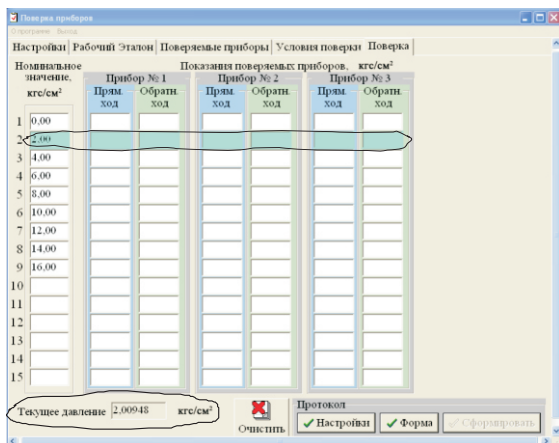 Поверка приборов
О программе Выход
Настройки Рабочий Эталон Поверяемые приборы Условия поверки Поверка
Номинальное значение, кгс/см²
Показания поверяемых приборов, кгс/см²
Прибор № 1 Прибор № 2 Прибор № 3
Прям. ход Обратн. ход Прям. ход Обратн. ход Прям. ход Обратн. ход
1 0,00
2 2,00
3 4,00
4 6,00
5 8,00
6 10,00
7 12,00
8 14,00
9 16,00
10
11
12
13
14
15
Текущее давление 2,00948 кгс/см²
Очистить
Протокол
Настройки Форма Сформировать